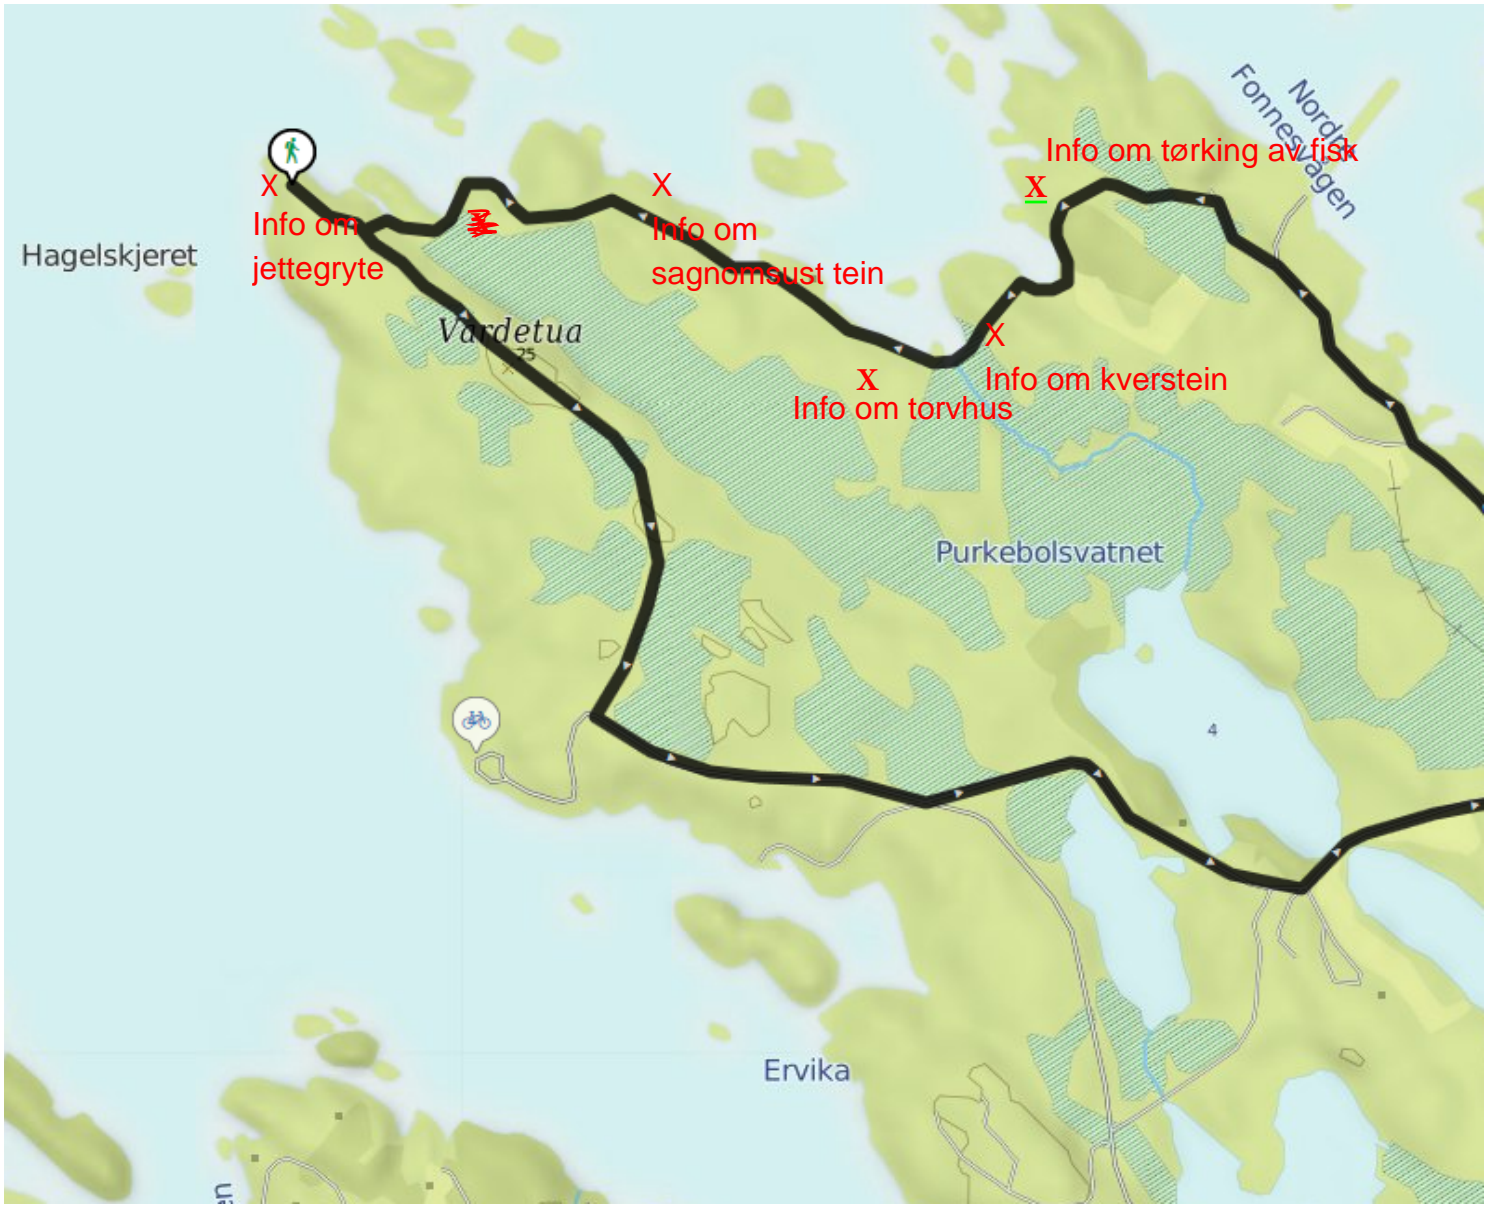 Nordre
Fonnesvågen
Info om tørking av fisk
X
X
Info om
jettegryte
X
Info om
sagnomsust tein
Hagelskjeret
Vardetua
25
X
Info om kverstein
X
Info om torvhus
Purkebolsvatnet
4
Ervika
en